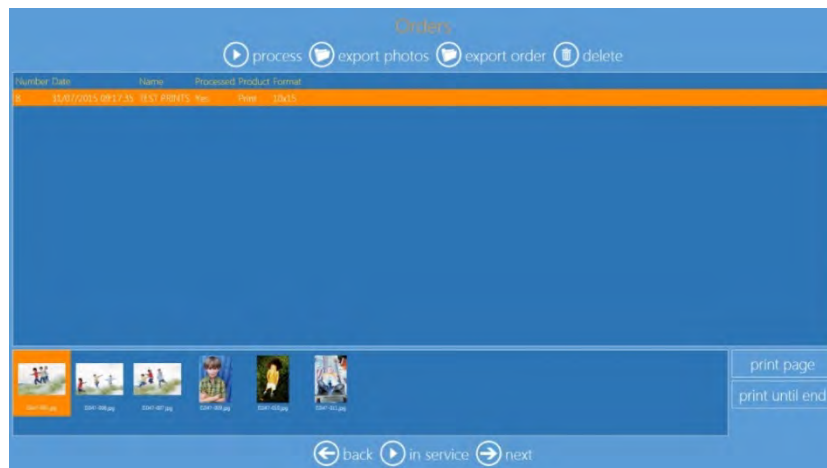 Orders
process export photos export order delete
Number Date Name Processed Product Format
8 31/07/2015 09:17:35 TEST PRINTS Yes Print 10x15
print page
print until end
back in service next